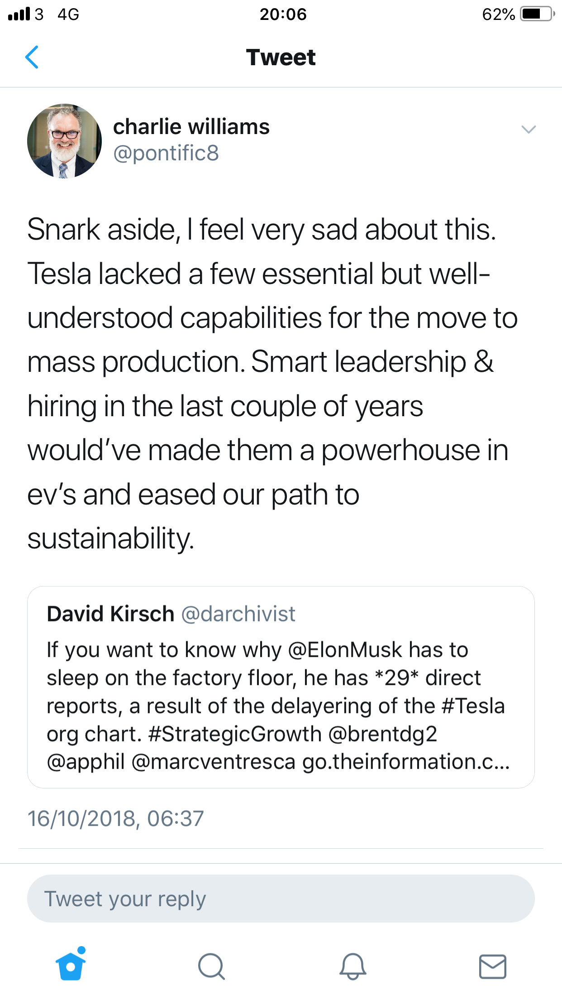 3 4G 20:06 62%
Tweet
charlie williams
@pontific8
Snark aside, I feel very sad about this.
Tesla lacked a few essential but well-
understood capabilities for the move to
mass production. Smart leadership &
hiring in the last couple of years
would’ve made them a powerhouse in
ev’s and eased our path to
sustainability.
David Kirsch @darchivist
If you want to know why @ElonMusk has to
sleep on the factory floor, he has *29* direct
reports, a result of the delayering of the #Tesla
org chart. #StrategicGrowth @brentdg2
@apphil @marcventresca go.theinformation.c...
16/10/2018, 06:37
Tweet your reply